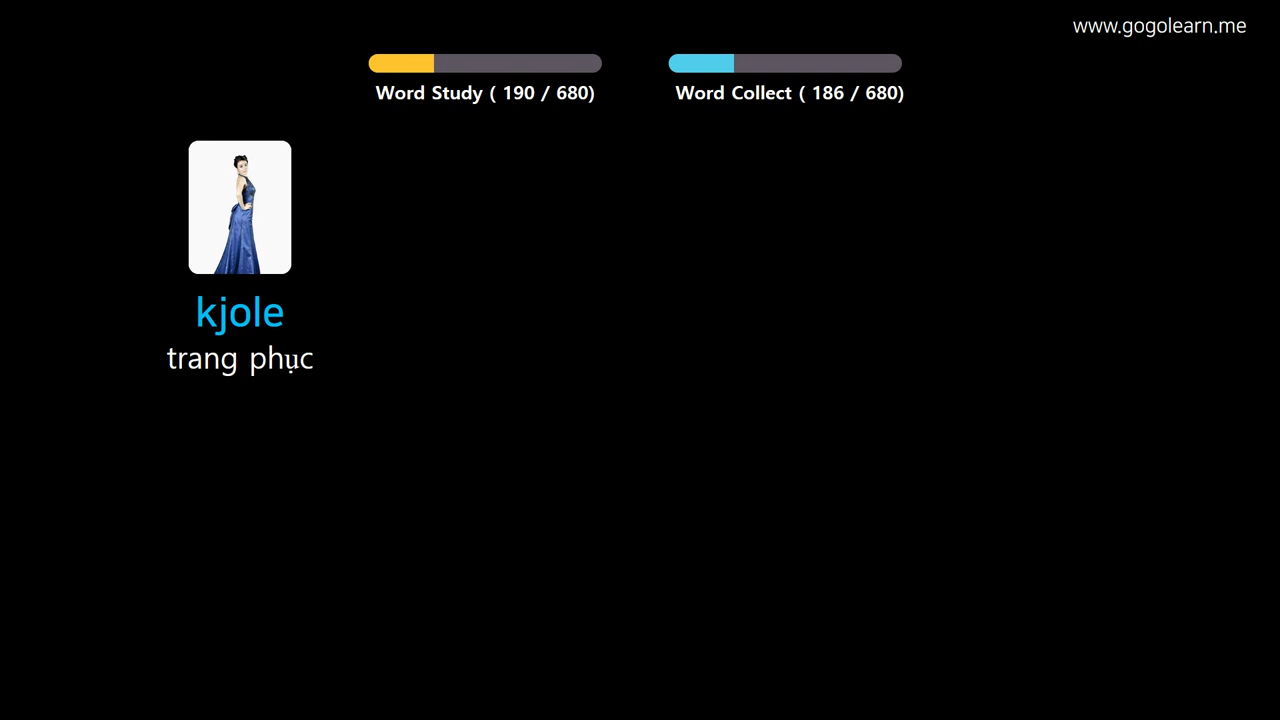 www.gogolearn.me
Word Study ( 190 / 680)
Word Collect ( 186 / 680)
kjole
trang phục